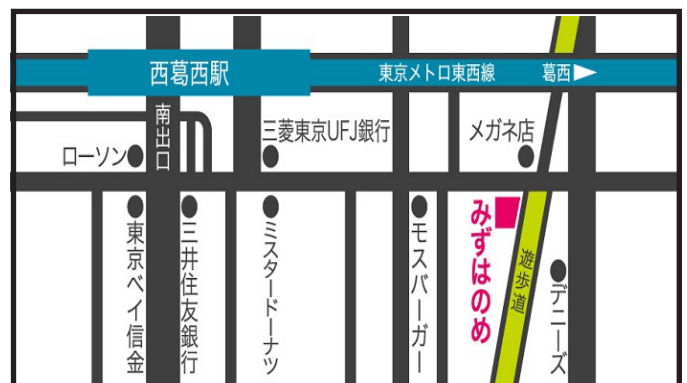 西葛西駅
東京メトロ東西線
葛西
南出口
ローソン
三菱東京UFJ銀行
メガネ店
東京ベイ信金
三井住友銀行
ミスタードーナッツ
モスバーガー
みずはのめ
遊歩道
デニーズ